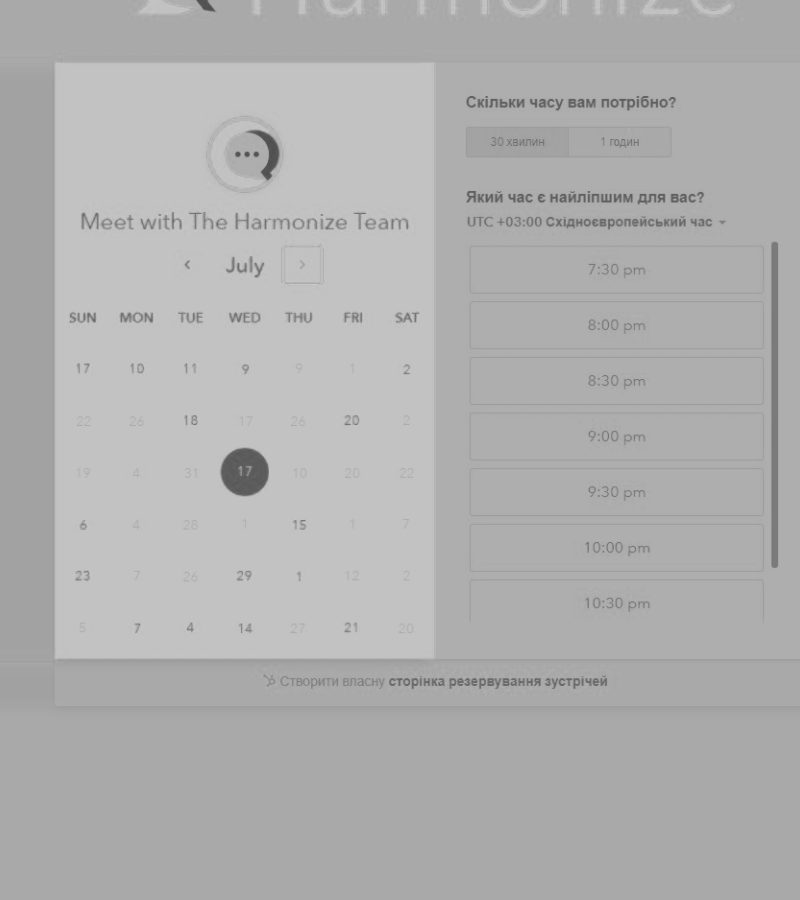 Harmonize
Meet with The Harmonize Team
July
SUN MON TUE WED THU FRI SAT
17 10 11 9 9 1 2
22 26 18 17 26 20 2
19 4 31 17 10 20 22
6 4 28 1 15 1 7
23 7 26 29 1 12 2
5 7 4 14 27 21 20
Скільки часу вам потрібно?
30 хвилин 1 годин
Який час є найліпшим для вас?
UTC +03:00 Східноєвропейський час
7:30 pm
8:00 pm
8:30 pm
9:00 pm
9:30 pm
10:00 pm
10:30 pm
Створити власну сторінка резервування зустрічей